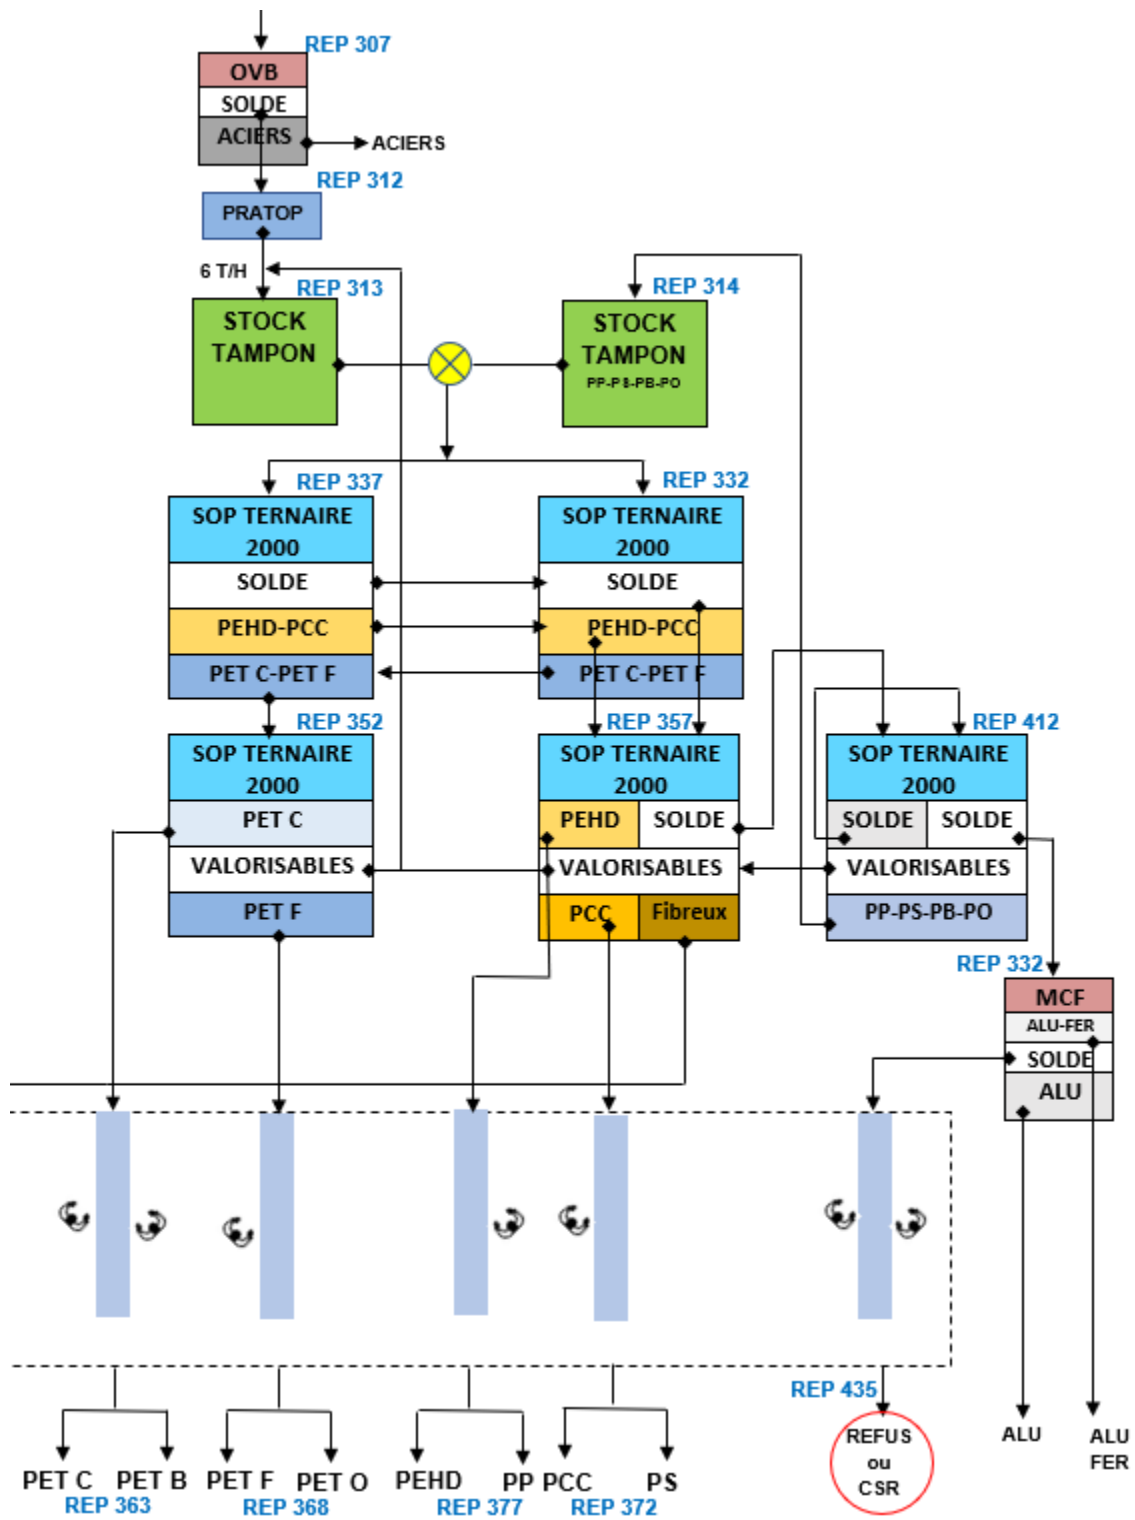 REP 307
OVB
SOLDE
ACIERS
ACIERS
REP 312
PRATOP
6 T/H
REP 313
REP 314
STOCK
TAMPON
STOCK
TAMPON
PP-PS-PB-PO
REP 337
REP 332
SOP TERNAIRE
2000
SOLDE
PEHD-PCC
PET C-PET F
SOP TERNAIRE
2000
SOLDE
PEHD-PCC
PET C-PET F
REP 352
REP 357
REP 412
SOP TERNAIRE
2000
PET C
VALORISABLES
PET F
SOP TERNAIRE
2000
PEHD
SOLDE
VALORISABLES
PCC
Fibreux
SOP TERNAIRE
2000
SOLDE
SOLDE
VALORISABLES
PP-PS-PB-PO
REP 332
MCF
ALU-FER
SOLDE
ALU
REP 435
REFUS
ou
CSR
ALU
ALU
FER
PET C
PET B
PET F
PET O
PEHD
PP
PCC
PS
REP 363
REP 368
REP 377
REP 372